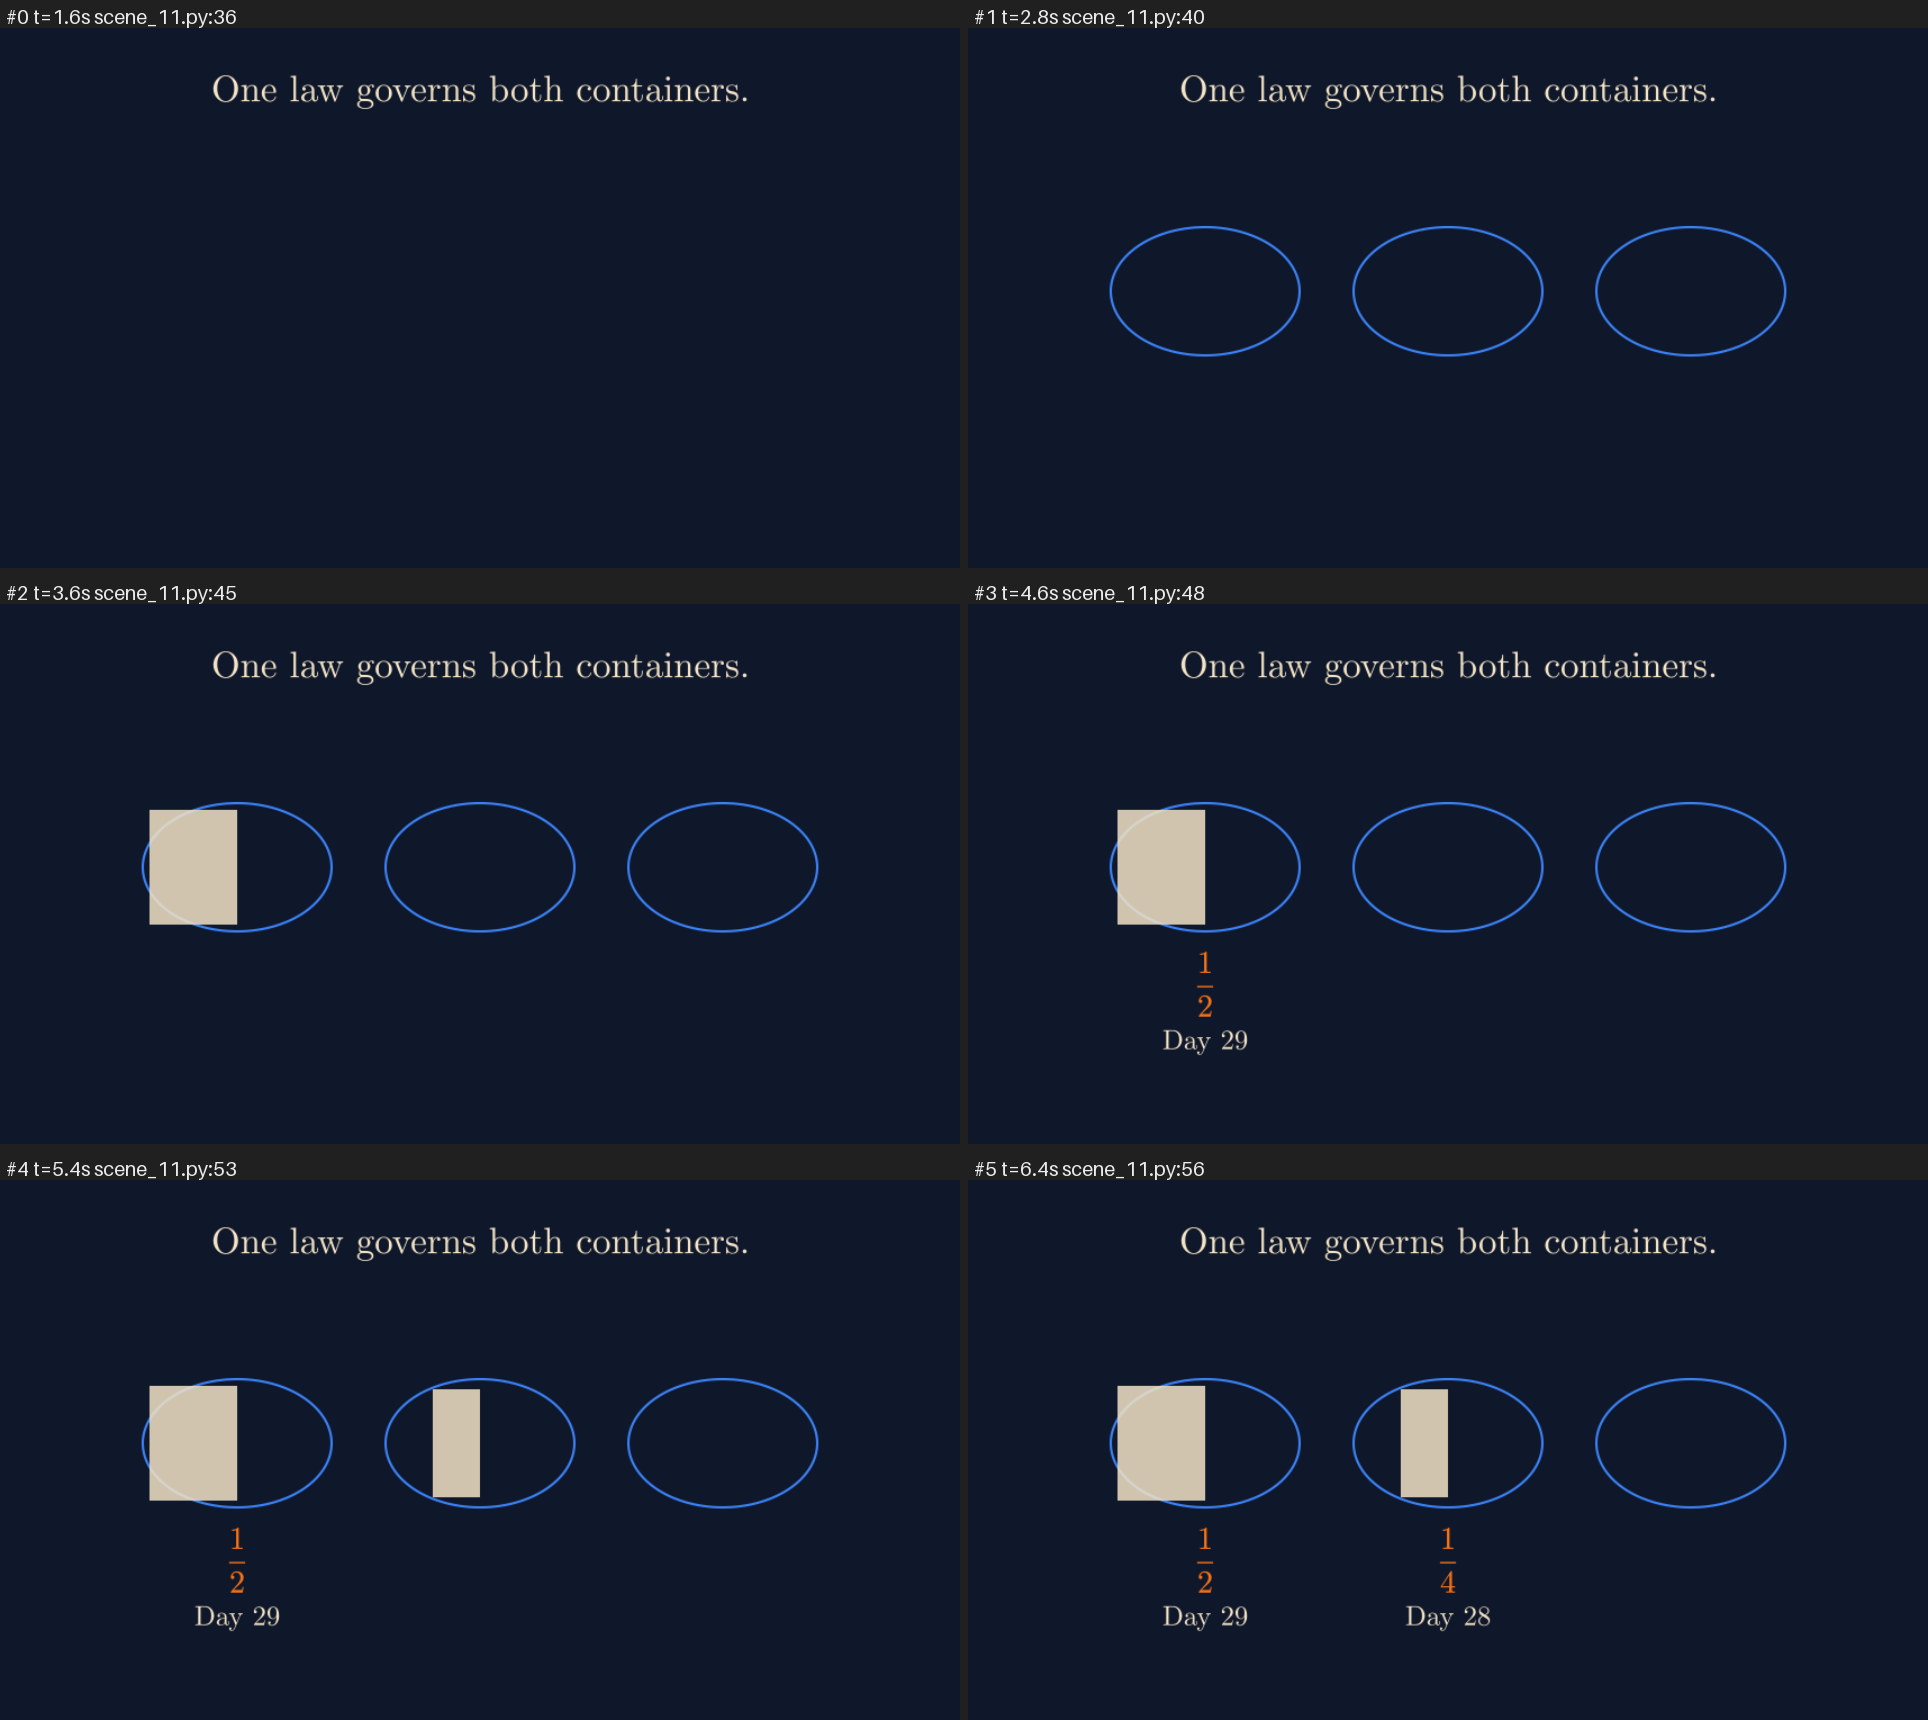 #0 t=1.6s scene_11.py:36
One law governs both containers.
#1 t=2.8s scene_11.py:40
One law governs both containers.
#2 t=3.6s scene_11.py:45
One law governs both containers.
#3 t=4.6s scene_11.py:48
One law governs both containers.
1
2
Day 29
#4 t=5.4s scene_11.py:53
One law governs both containers.
1
2
Day 29
#5 t=6.4s scene_11.py:56
One law governs both containers.
1
2
Day 29
1
4
Day 28